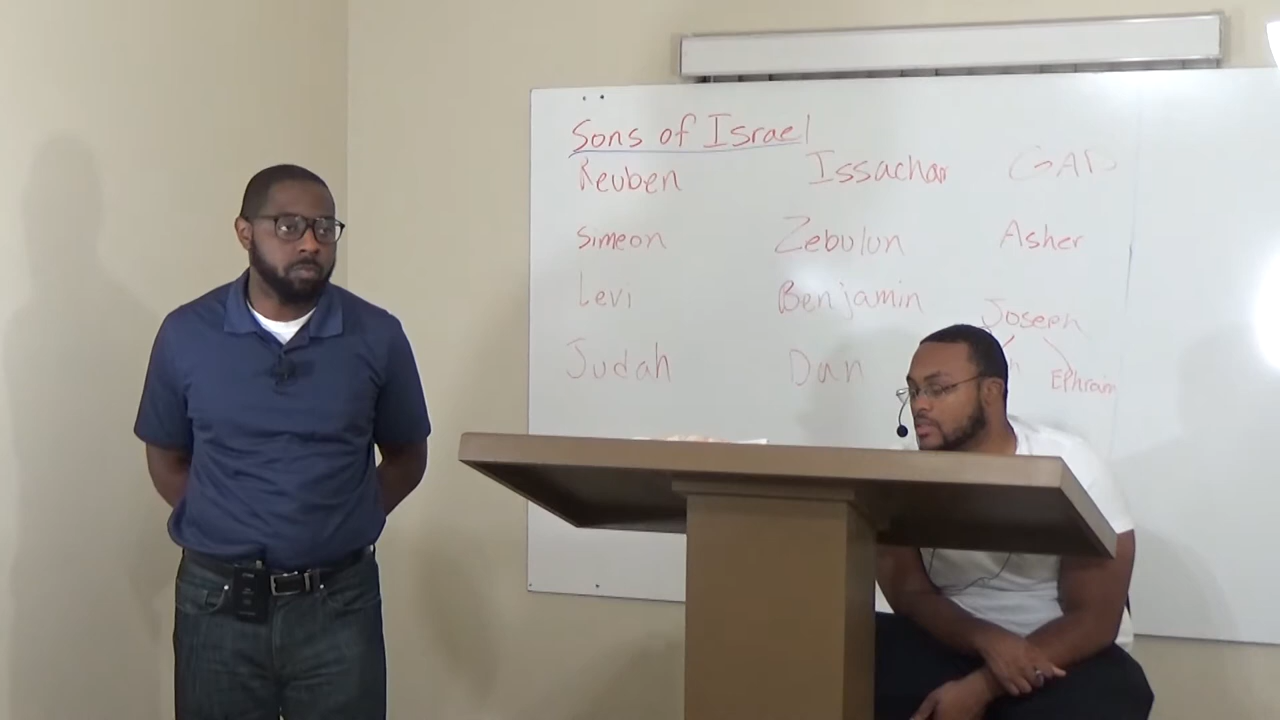 Sons of Israel
Reuben Issachar GAD
Simeon Zebulun Asher
Levi Benjamin Joseph
Judah Dan Ephraim